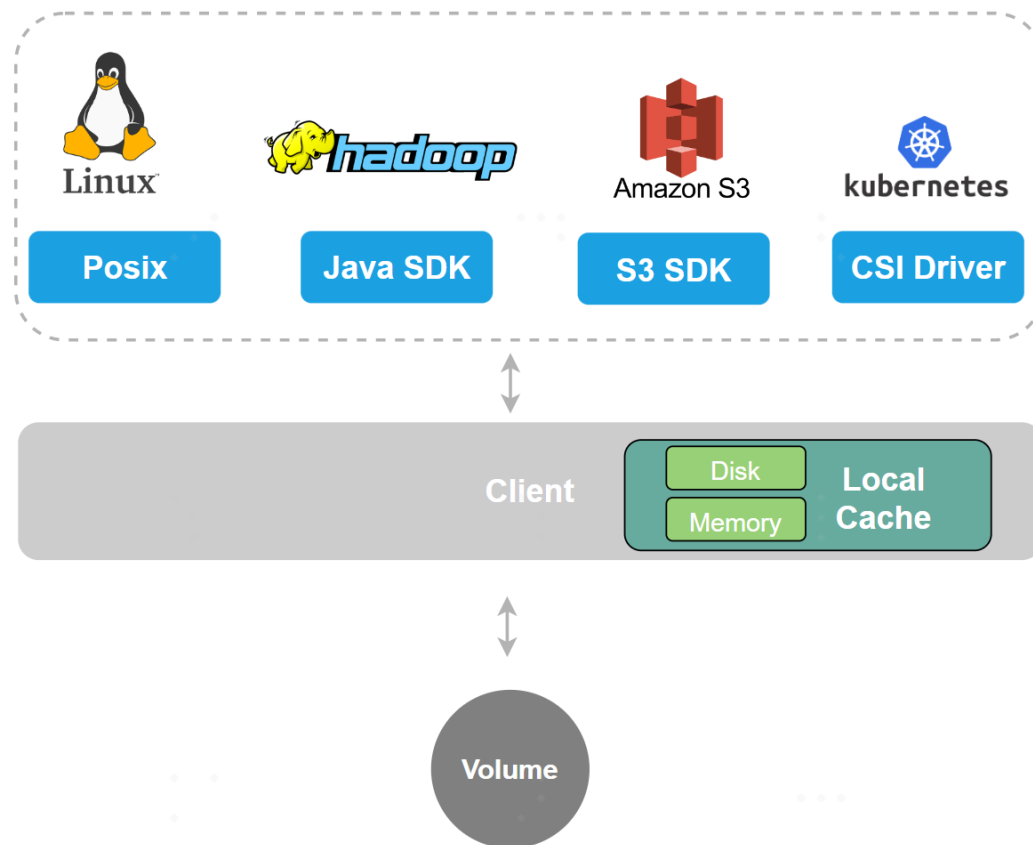 Linux
hadoop
Amazon S3
kubernetes
Posix
Java SDK
S3 SDK
CSI Driver
Client
Disk
Memory
Local
Cache
Volume